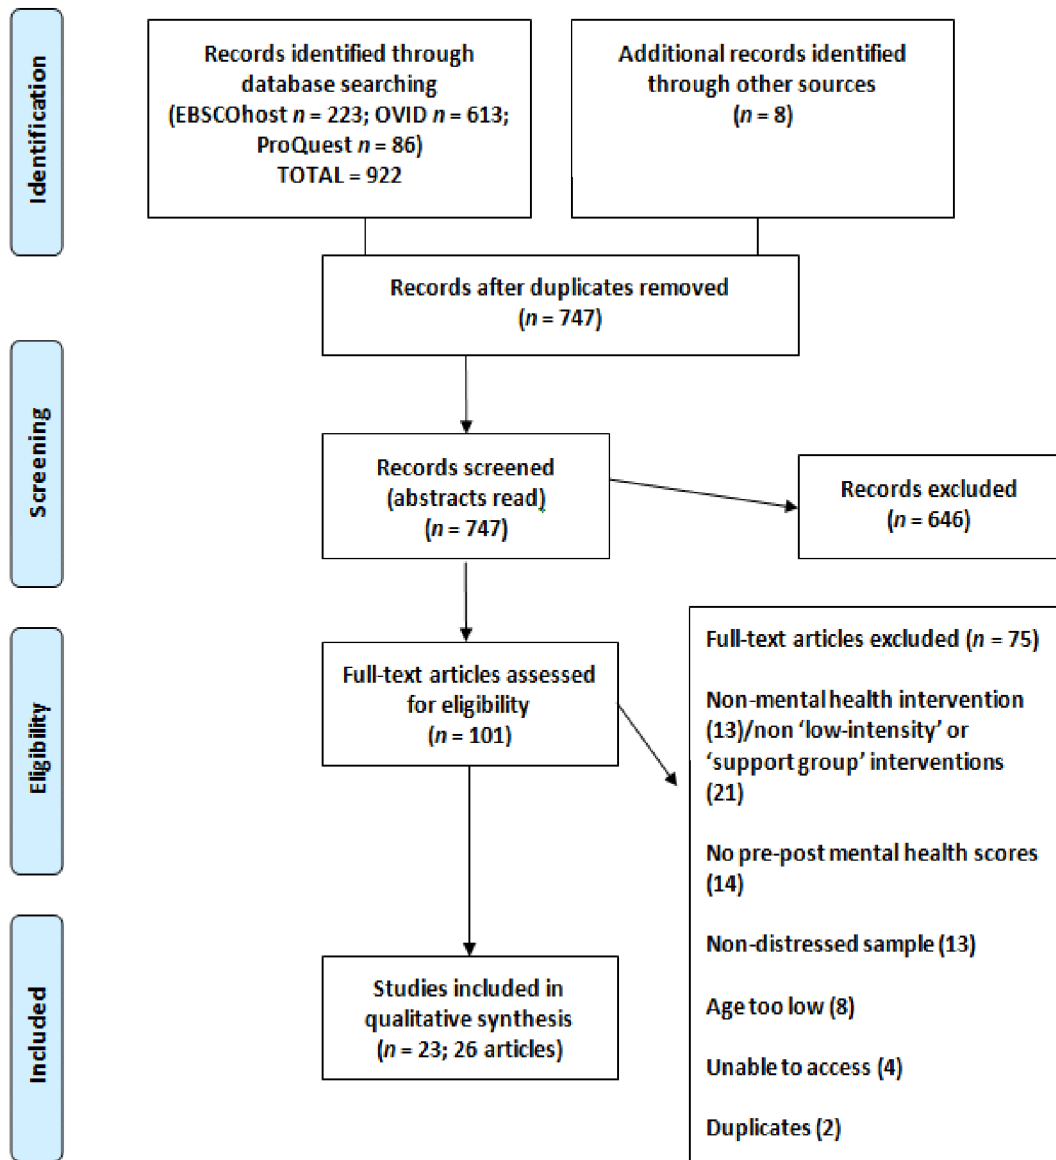 Identification
Records identified through
database searching
(EBSCOhost n = 223; OVID n = 613;
ProQuest n = 86)
TOTAL = 922
Additional records identified
through other sources
(n = 8)
Records after duplicates removed
(n = 747)
Screening
Records screened
(abstracts read)
(n = 747)
Records excluded
(n = 646)
Eligibility
Full-text articles assessed
for eligibility
(n = 101)
Full-text articles excluded (n = 75)
Non-mental health intervention
(13)/non ‘low-intensity’ or
‘support group’ interventions
(21)
No pre-post mental health scores
(14)
Non-distressed sample (13)
Age too low (8)
Unable to access (4)
Duplicates (2)
Included
Studies included in
qualitative synthesis
(n = 23; 26 articles)